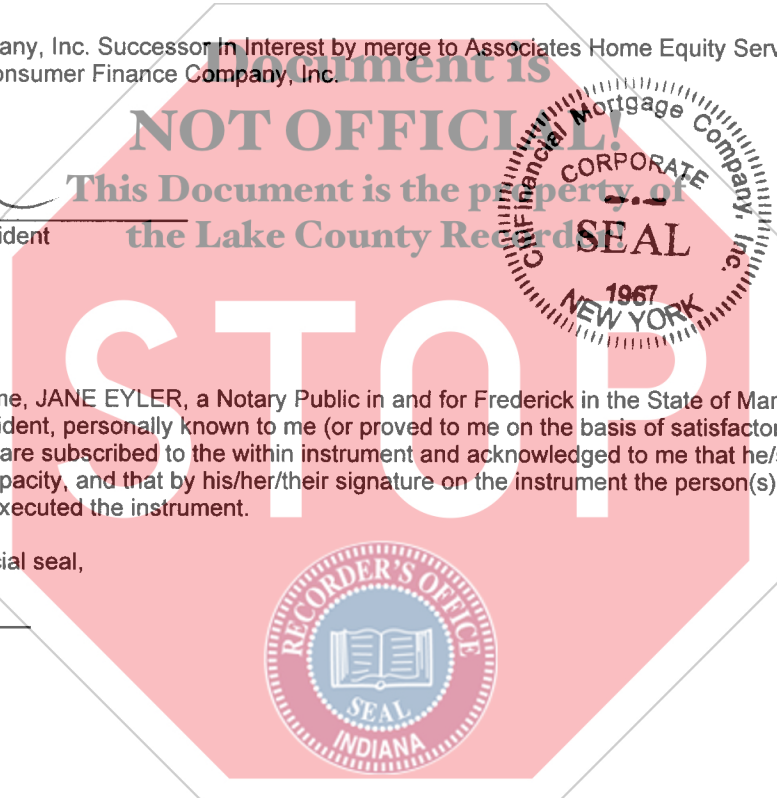 any, Inc. Successor In Interest by merge to Associates Home Equity Serv
onsumer Finance Company, Inc.
Document is
NOT OFFICIAL!
This Document is the property of
the Lake County Recorder!
ident
CitiFinancial Mortgage Company, Inc.
CORPORATE
SEAL
1967
NEW YORK
STOP
me, JANE EYLER, a Notary Public in and for Frederick in the State of Mar
ident, personally known to me (or proved to me on the basis of satisfactor
are subscribed to the within instrument and acknowledged to me that he/s
pacity, and that by his/her/their signature on the instrument the person(s)
executed the instrument.
cial seal,
RECORDER'S OFFICE
SEAL
INDIANA